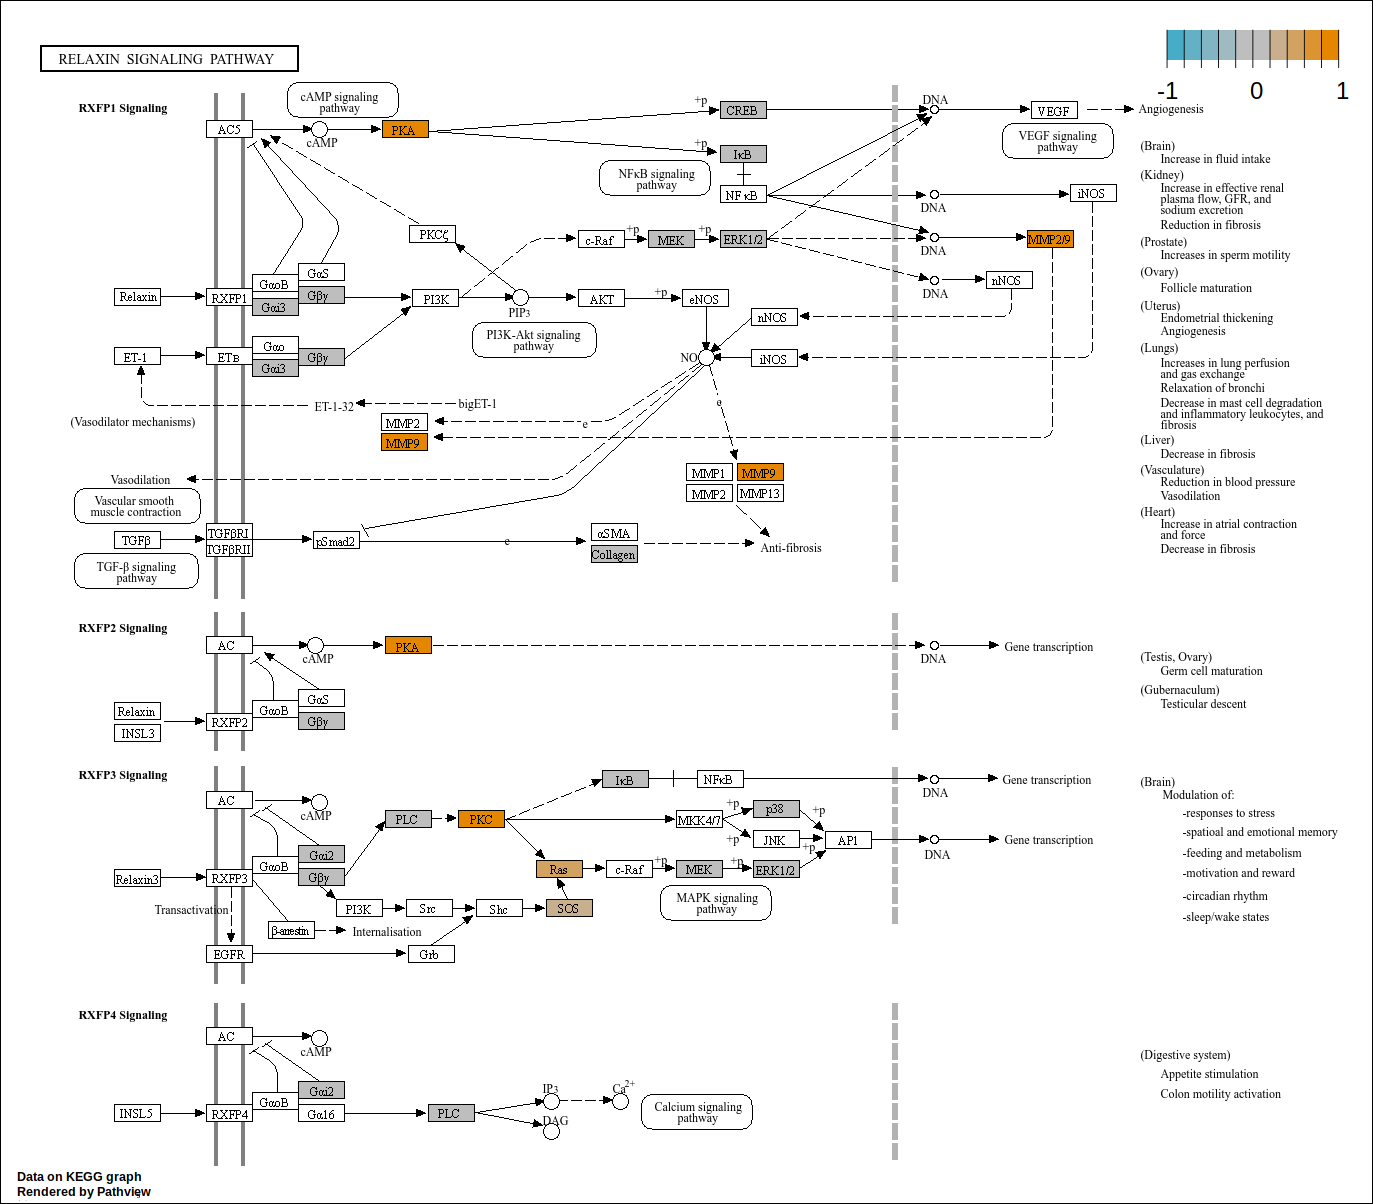 RELAXIN SIGNALING PATHWAY
-1 0 1
RXFP1 Signaling
cAMP signaling
pathway
AC5
cAMP
PKA
+p
CREB
DNA
VEGF
Angiogenesis
VEGF signaling
pathway
+p
IκB
NFκB signaling
pathway
NFκB
DNA
iNOS
PKCζ
c-Raf
+p
MEK
+p
ERK1/2
DNA
MMP2/9
GαS
GαoB
Gβγ
Gαi3
Relaxin
RXFP1
PI3K
PIP3
AKT
+p
eNOS
DNA
nNOS
nNOS
PI3K-Akt signaling
pathway
ET-1
ETB
Gαo
Gαi3
Gβγ
NO
iNOS
ET-1-32
bigET-1
e
(Vasodilator mechanisms)
MMP2
e
MMP9
MMP1
MMP9
MMP2
MMP13
Vasodilation
Vascular smooth
muscle contraction
TGFβ
TGFβRI
TGFβRII
pSmad2
e
αSMA
Collagen
Anti-fibrosis
TGF-β signaling
pathway
(Brain)
Increase in fluid intake
(Kidney)
Increase in effective renal
plasma flow, GFR, and
sodium excretion
Reduction in fibrosis
(Prostate)
Increases in sperm motility
(Ovary)
Follicle maturation
(Uterus)
Endometrial thickening
Angiogenesis
(Lungs)
Increases in lung perfusion
and gas exchange
Relaxation of bronchi
Decrease in mast cell degradation
and inflammatory leukocytes, and
fibrosis
(Liver)
Decrease in fibrosis
(Vasculature)
Reduction in blood pressure
Vasodilation
(Heart)
Increase in atrial contraction
and force
Decrease in fibrosis
RXFP2 Signaling
AC
cAMP
PKA
DNA
Gene transcription
Relaxin
INSL3
RXFP2
GαoB
GαS
Gβγ
(Testis, Ovary)
Germ cell maturation
(Gubernaculum)
Testicular descent
RXFP3 Signaling
AC
cAMP
IκB
NFκB
DNA
Gene transcription
PLC
PKC
MKK4/7
+p
p38
+p
+p
JNK
+p
AP1
DNA
Gene transcription
Relaxin3
RXFP3
GαoB
Gαi2
Gβγ
Ras
c-Raf
+p
MEK
+p
ERK1/2
MAPK signaling
pathway
Transactivation
PI3K
Src
Shc
SOS
β-arrestin
Internalisation
EGFR
Grb
(Brain)
Modulation of:
-responses to stress
-spatioal and emotional memory
-feeding and metabolism
-motivation and reward
-circadian rhythm
-sleep/wake states
RXFP4 Signaling
AC
cAMP
INSL5
RXFP4
GαoB
Gαi2
Gα16
PLC
IP3
Ca2+
DAG
Calcium signaling
pathway
(Digestive system)
Appetite stimulation
Colon motility activation
Data on KEGG graph
Rendered by Pathview